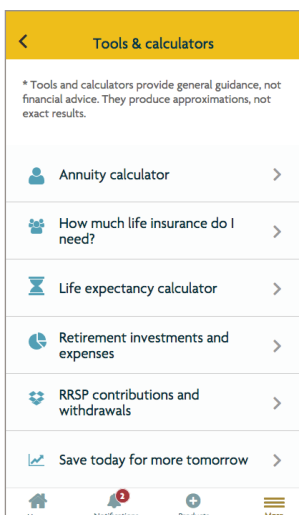 Tools & calculators
* Tools and calculators provide general guidance, not
financial advice. They produce approximations, not
exact results.
Annuity calculator
How much life insurance do I
need?
Life expectancy calculator
Retirement investments and
expenses
RRSP contributions and
withdrawals
Save today for more tomorrow
2